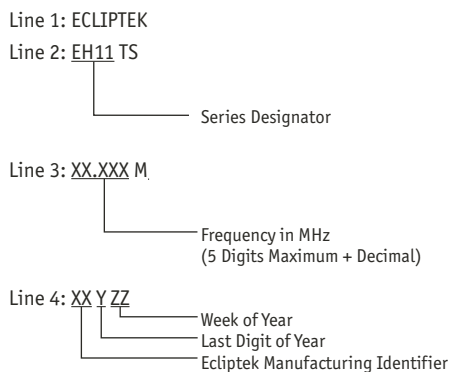 Line 1: ECLIPTEK
Line 2: EH11 TS
Series Designator
Line 3: XX.XXX M
Frequency in MHz
(5 Digits Maximum + Decimal)
Line 4: XX Y ZZ
Week of Year
Last Digit of Year
Ecliptek Manufacturing Identifier